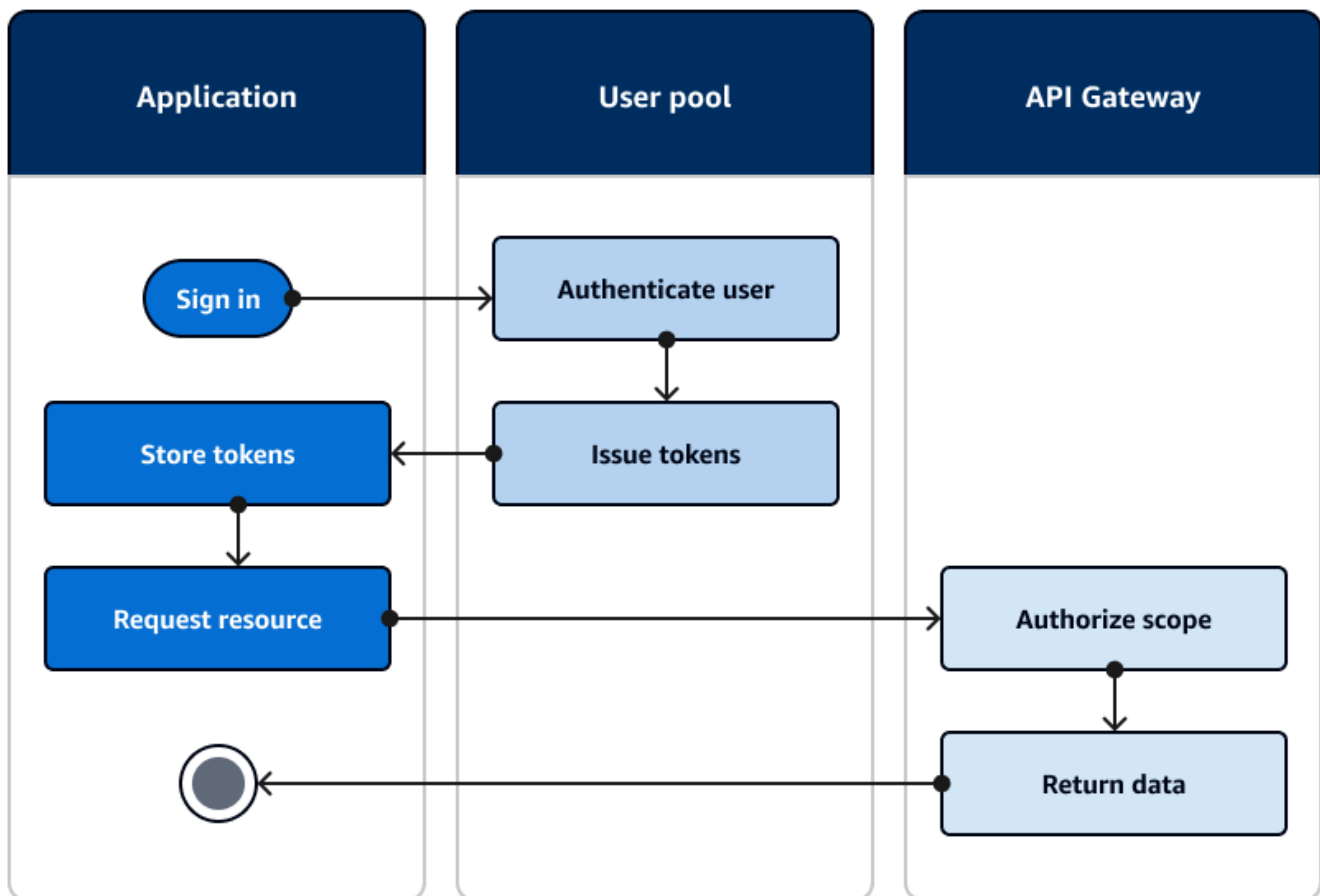 Application
User pool
API Gateway
Sign in
Authenticate user
Store tokens
Issue tokens
Request resource
Authorize scope
Return data